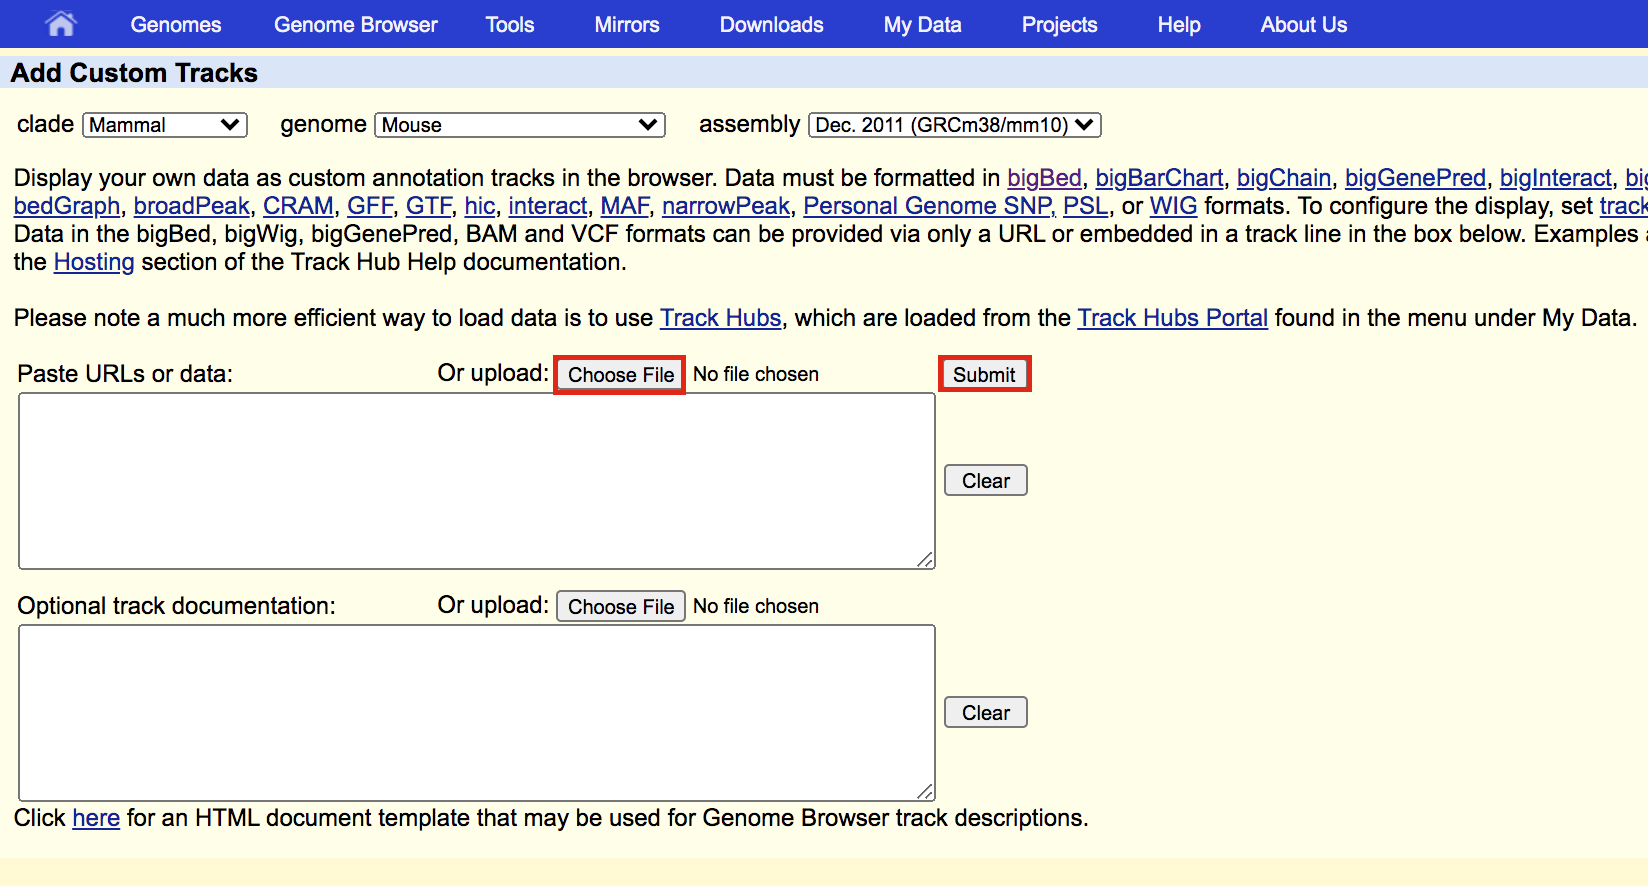 Genomes Genome Browser Tools Mirrors Downloads My Data Projects Help About Us
Add Custom Tracks
clade Mammal genome Mouse assembly Dec. 2011 (GRCm38/mm10)
Display your own data as custom annotation tracks in the browser. Data must be formatted in bigBed, bigBarChart, bigChain, bigGenePred, bigInteract,
bedGraph, broadPeak, CRAM, GFF, GTF, hic, interact, MAF, narrowPeak, Personal Genome SNP, PSL, or WIG formats. To configure the display, set track
Data in the bigBed, bigWig, bigGenePred, BAM and VCF formats can be provided via only a URL or embedded in a track line in the box below. Examples
the Hosting section of the Track Hub Help documentation.
Please note a much more efficient way to load data is to use Track Hubs, which are loaded from the Track Hubs Portal found in the menu under My Data.
Paste URLs or data: Or upload: Choose File No file chosen Submit
Clear
Optional track documentation: Or upload: Choose File No file chosen
Clear
Click here for an HTML document template that may be used for Genome Browser track descriptions.